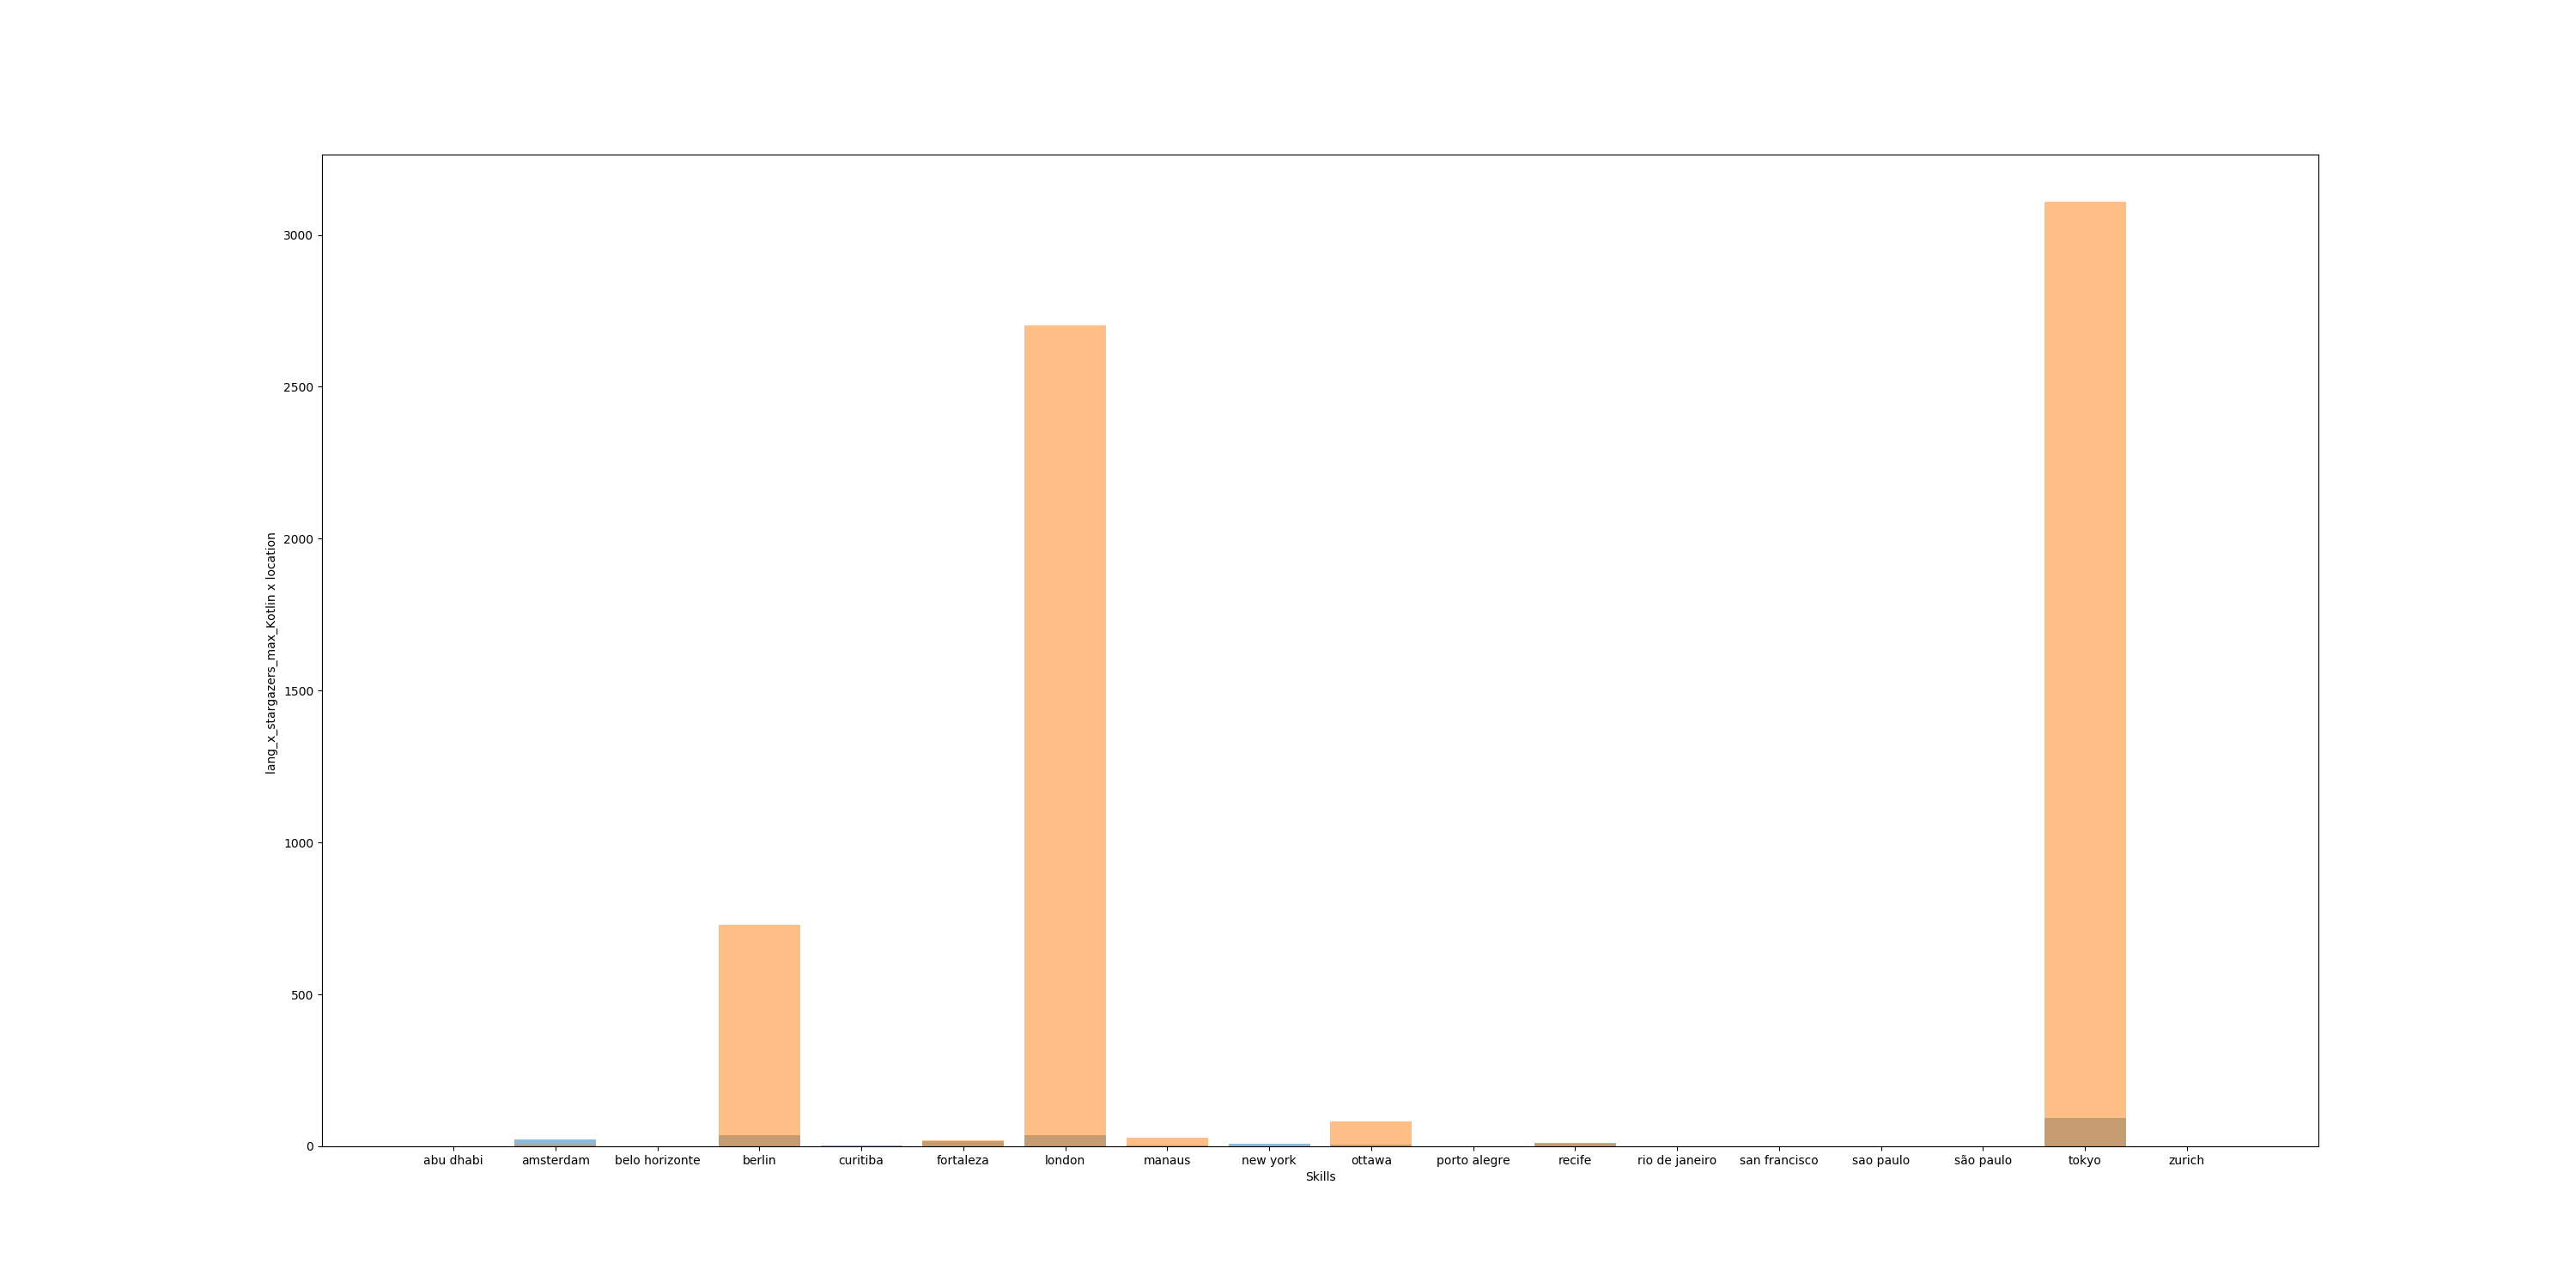 lang_x_stargazers_max_Kotlin x location
3000
2500
2000
1500
1000
500
0
abu dhabi amsterdam belo horizonte berlin curitiba fortaleza london manaus new york ottawa porto alegre recife rio de janeiro san francisco sao paulo são paulo tokyo zurich
Skills